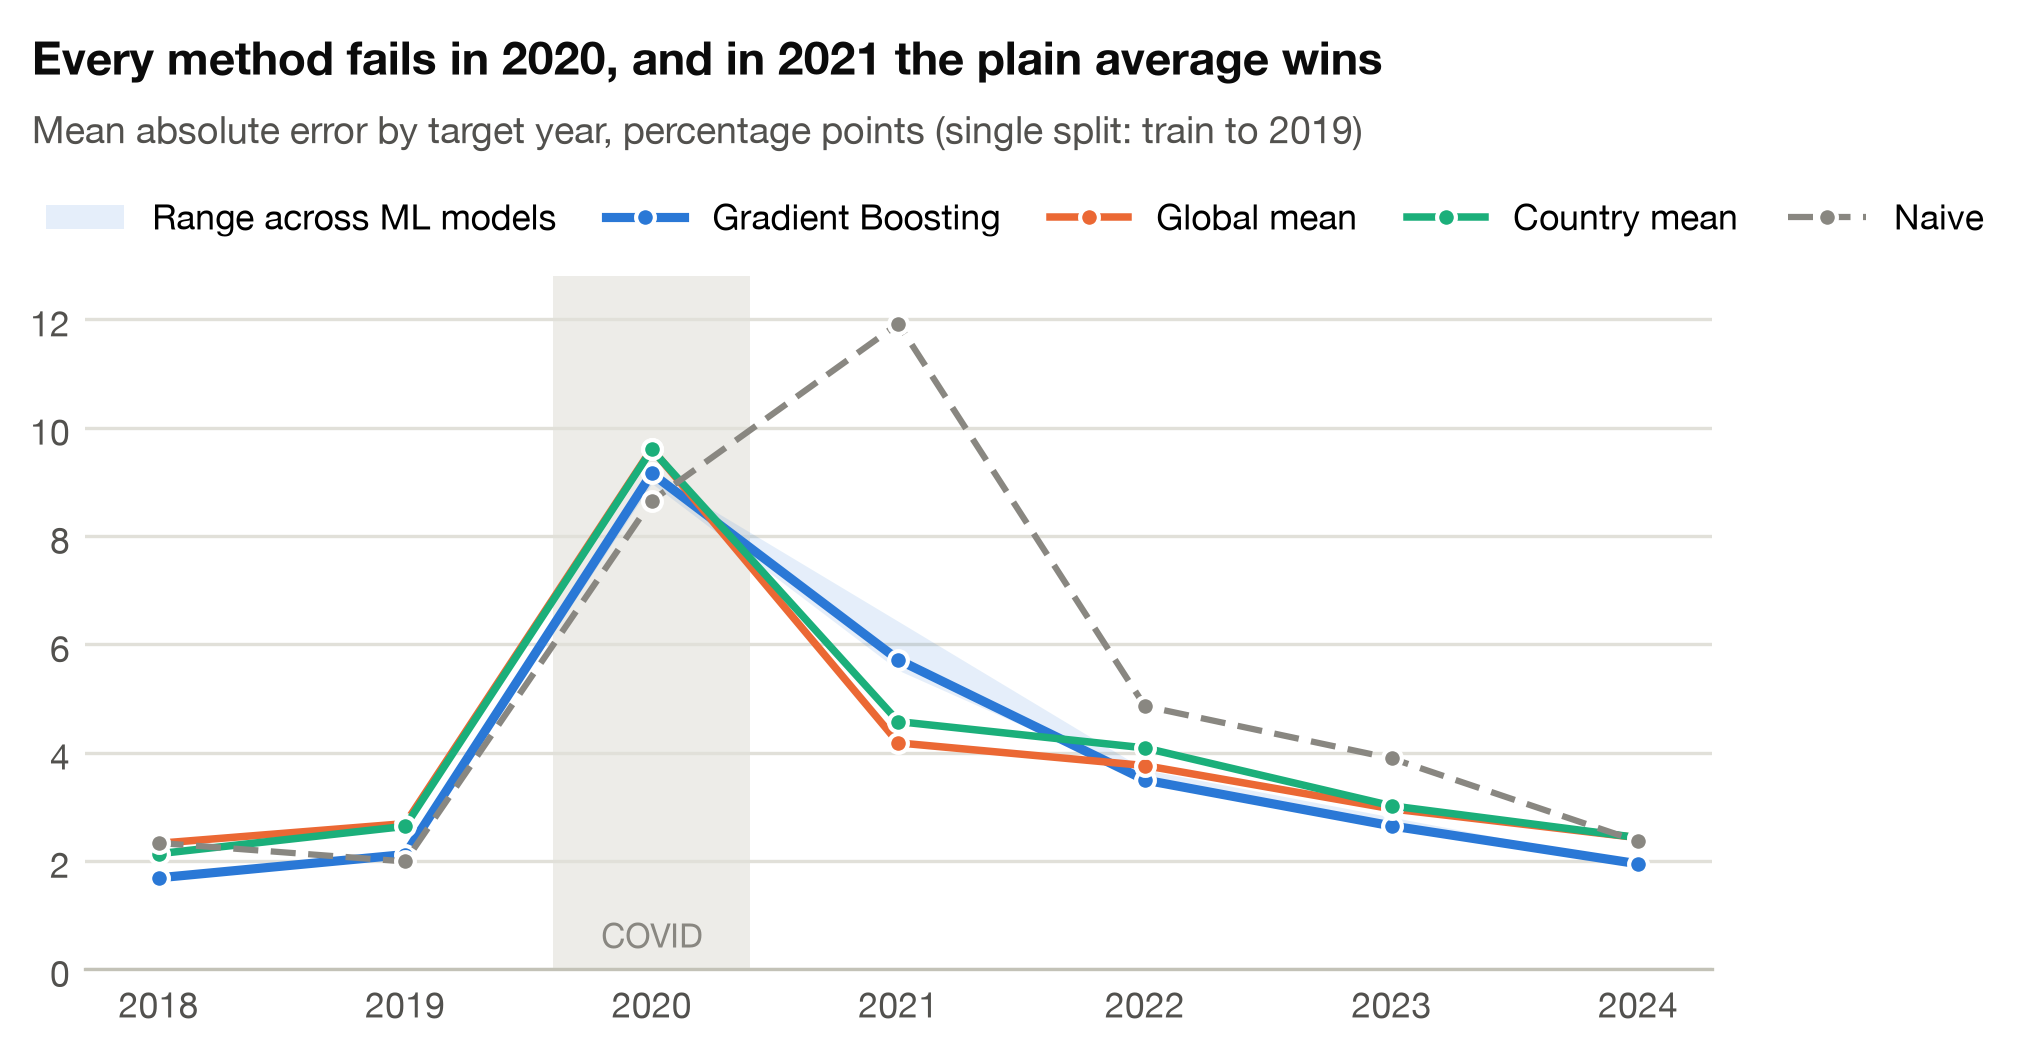 Every method fails in 2020, and in 2021 the plain average wins
Mean absolute error by target year, percentage points (single split: train to 2019)
Range across ML models Gradient Boosting Global mean Country mean Naive
12
10
8
6
4
2
0
COVID
2018 2019 2020 2021 2022 2023 2024